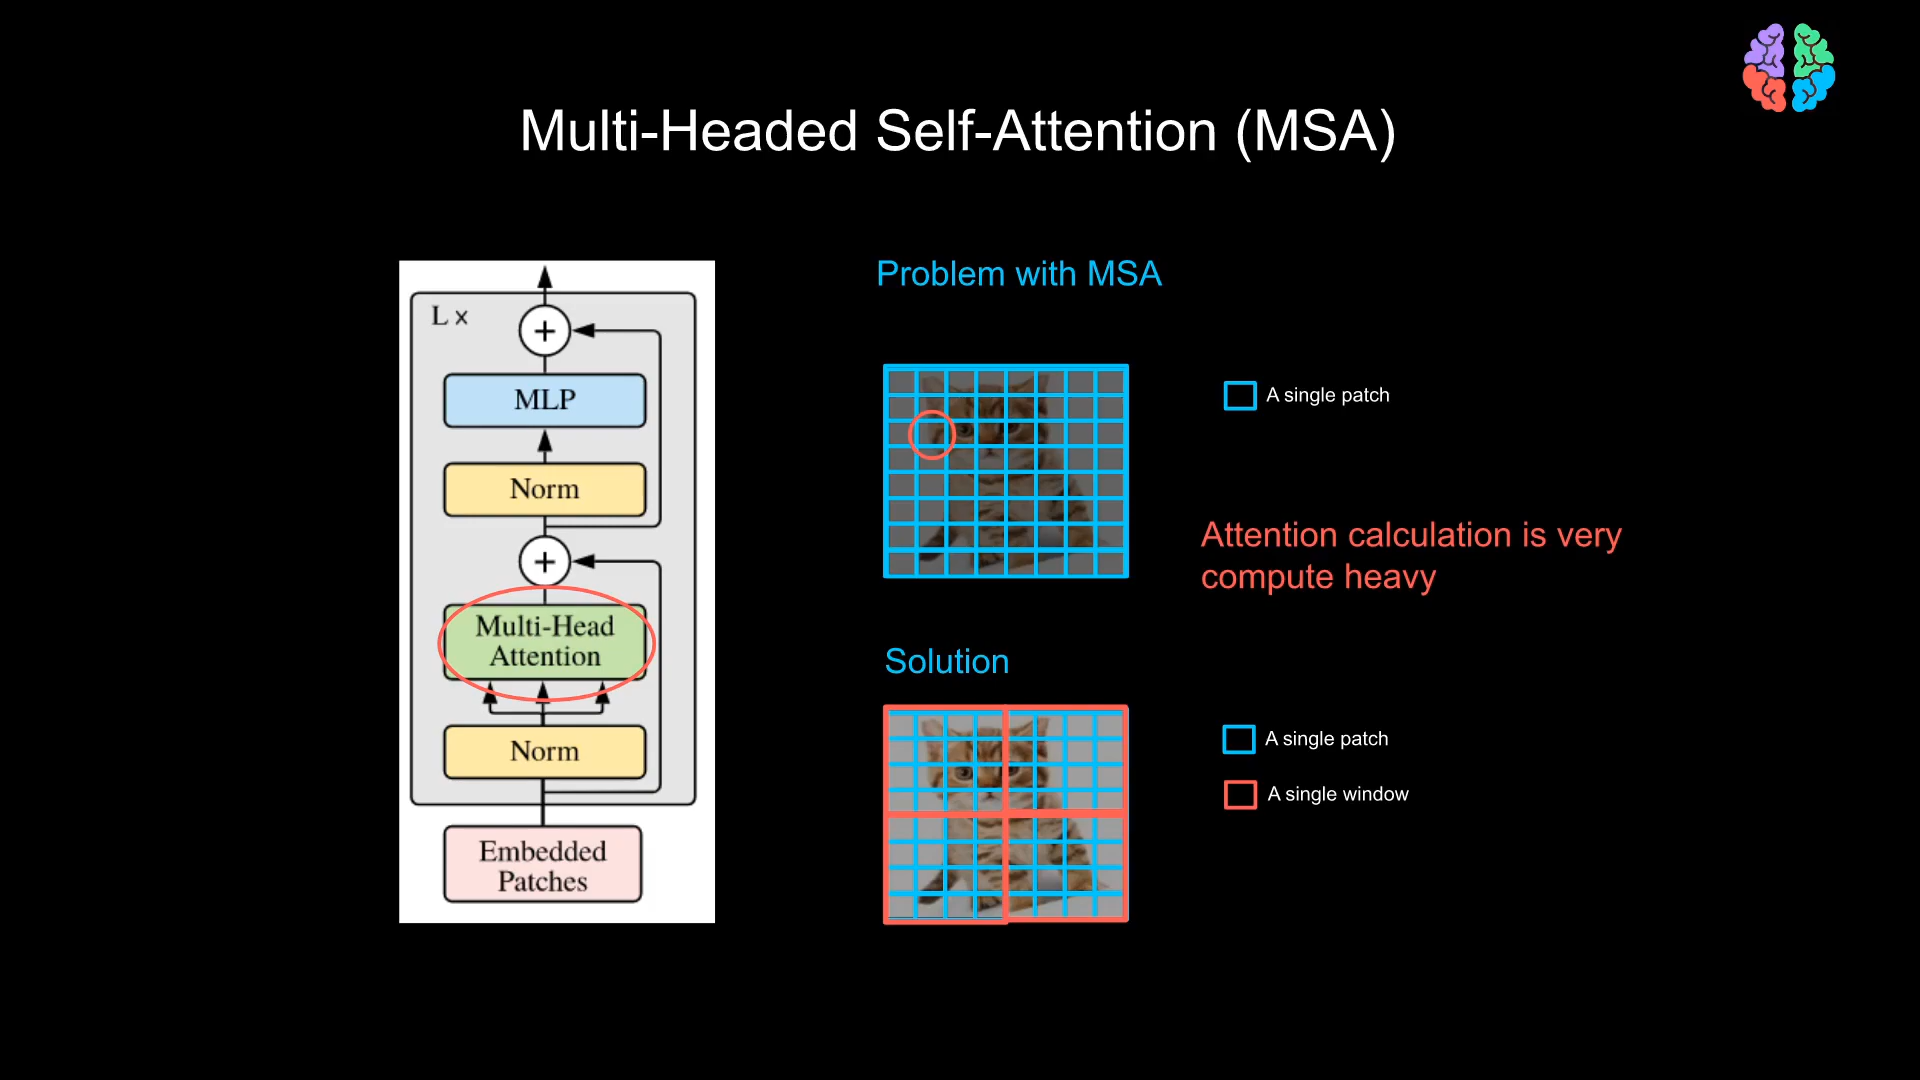 Multi-Headed Self-Attention (MSA)
L x
MLP
Norm
Multi-Head
Attention
Norm
Embedded
Patches
Problem with MSA
A single patch
Attention calculation is very
compute heavy
Solution
A single patch
A single window